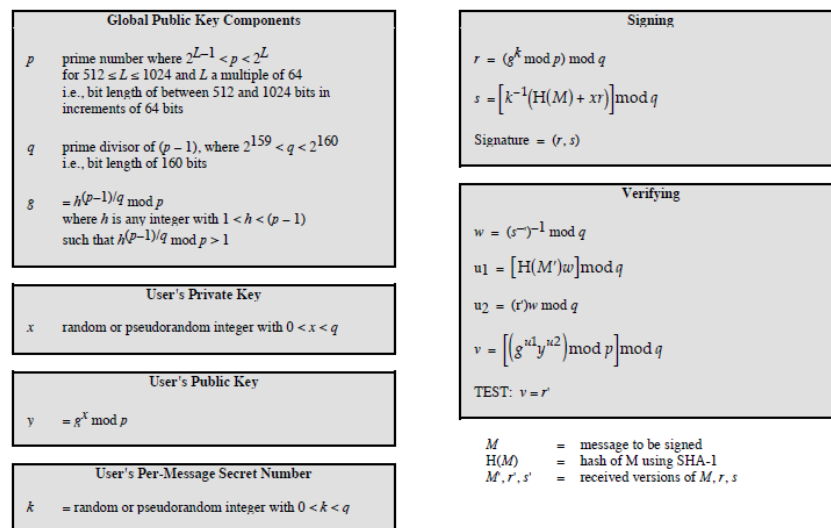 Global Public Key Components
p prime number where 2^{L–1} < p < 2^L
for 512 ≤ L ≤ 1024 and L a multiple of 64
i.e., bit length of between 512 and 1024 bits in
increments of 64 bits
q prime divisor of (p – 1), where 2^{159} < q < 2^{160}
i.e., bit length of 160 bits
g = h^{(p–1)/q} mod p
where h is any integer with 1 < h < (p – 1)
such that h^{(p–1)/q} mod p > 1
User's Private Key
x random or pseudorandom integer with 0 < x < q
User's Public Key
y = g^x mod p
User's Per-Message Secret Number
k = random or pseudorandom integer with 0 < k < q
Signing
r = (g^k mod p) mod q
s = [k^{–1}(H(M) + xr)] mod q
Signature = (r, s)
Verifying
w = (s')^{–1} mod q
u1 = [H(M')w] mod q
u2 = (r')w mod q
v = [(g^{u1}y^{u2}) mod p] mod q
TEST: v = r'
M = message to be signed
H(M) = hash of M using SHA-1
M', r', s' = received versions of M, r, s